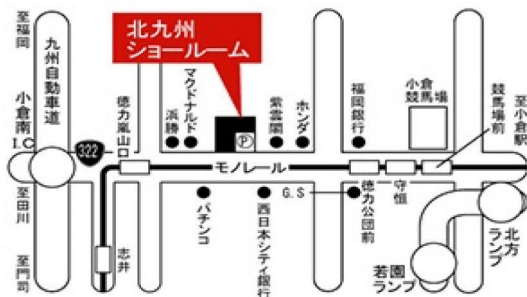 北九州
ショールーム
至福岡
九州自動車道
小倉南
I.C
至田川
至門司
322
徳力嵐山口
志井
浜勝
マクドナルド
P
紫雲閣
ホンダ
福岡銀行
小倉
競馬場
競馬場前
至小倉駅
モノレール
パチンコ
西日本シティ銀行
G.S
徳力公団前
守恒
北方
ランプ
若園
ランプ